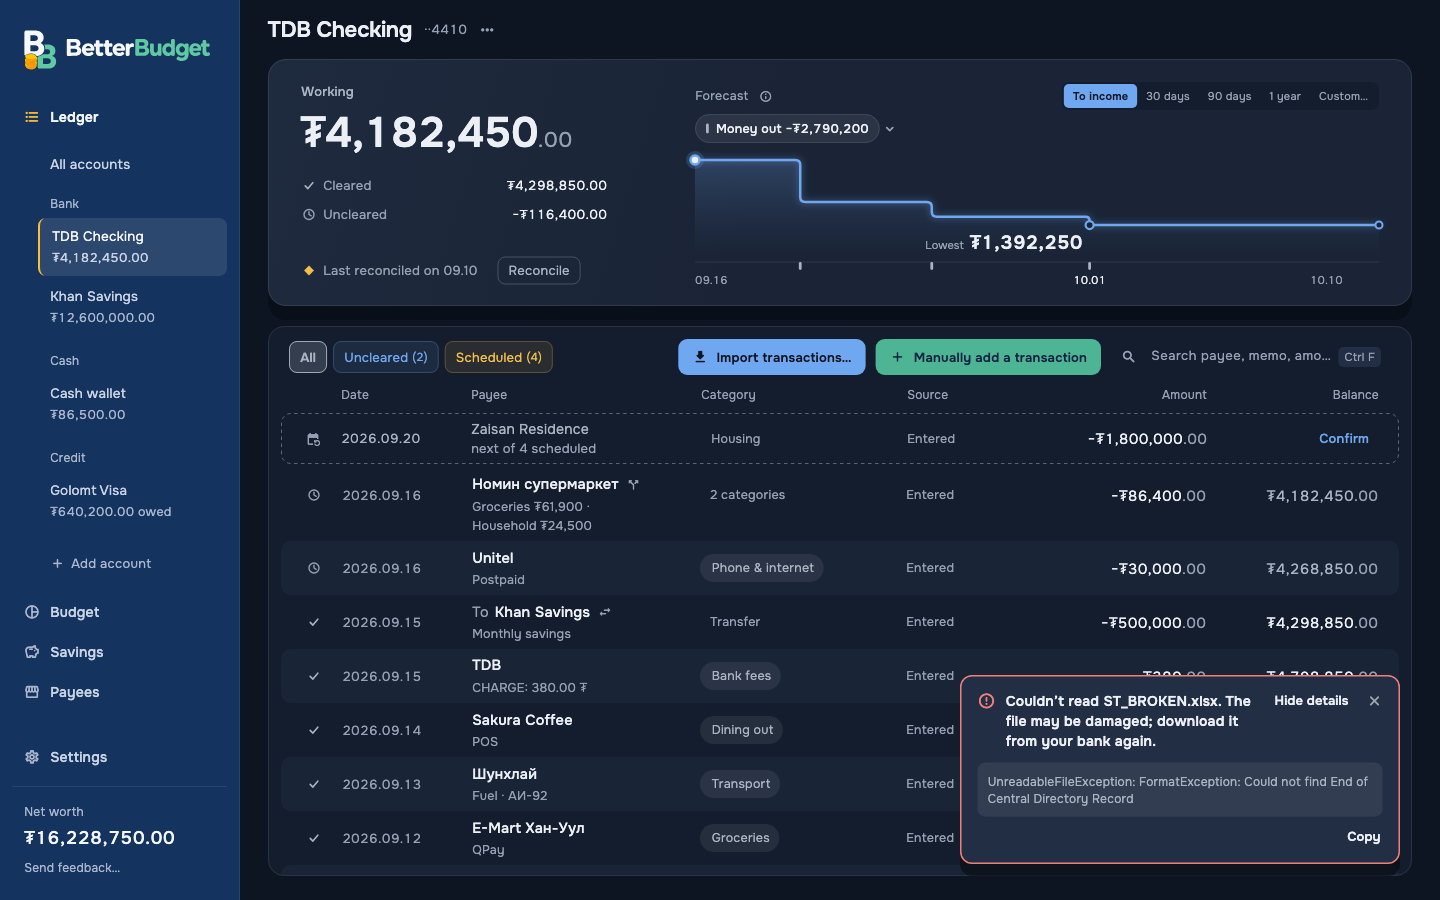 BetterBudget
Ledger
All accounts
Bank
TDB Checking
₮4,182,450.00
Khan Savings
₮12,600,000.00
Cash
Cash wallet
₮86,500.00
Credit
Golomt Visa
₮640,200.00 owed
+ Add account
Budget
Savings
Payees
Settings
Net worth
₮16,228,750.00
Send feedback...
TDB Checking ··4410 •••
Working
₮4,182,450.00
Cleared ₮4,298,850.00
Uncleared -₮116,400.00
Last reconciled on 09.10 Reconcile
Forecast
To income 30 days 90 days 1 year Custom...
Money out -₮2,790,200
Lowest ₮1,392,250
09.16 10.01 10.10
All Uncleared (2) Scheduled (4) Import transactions... + Manually add a transaction Search payee, memo, amo... Ctrl F
Date Payee Category Source Amount Balance
2026.09.20 Zaisan Residence Housing Entered -₮1,800,000.00 Confirm
next of 4 scheduled
2026.09.16 Номин супермаркет 2 categories Entered -₮86,400.00 ₮4,182,450.00
Groceries ₮61,900 ·
Household ₮24,500
2026.09.16 Unitel Phone & internet Entered -₮30,000.00 ₮4,268,850.00
Postpaid
2026.09.15 To Khan Savings Transfer Entered -₮500,000.00 ₮4,298,850.00
Monthly savings
2026.09.15 TDB Bank fees Entered
CHARGE: 380.00 ₮
2026.09.14 Sakura Coffee Dining out Entered
POS
2026.09.13 Шунхлай Transport Entered
Fuel · АИ-92
2026.09.12 E-Mart Хан-Уул Groceries Entered
QPay
Couldn't read ST_BROKEN.xlsx. The
file may be damaged; download it
from your bank again.
Hide details
UnreadableFileException: FormatException: Could not find End of
Central Directory Record
Copy